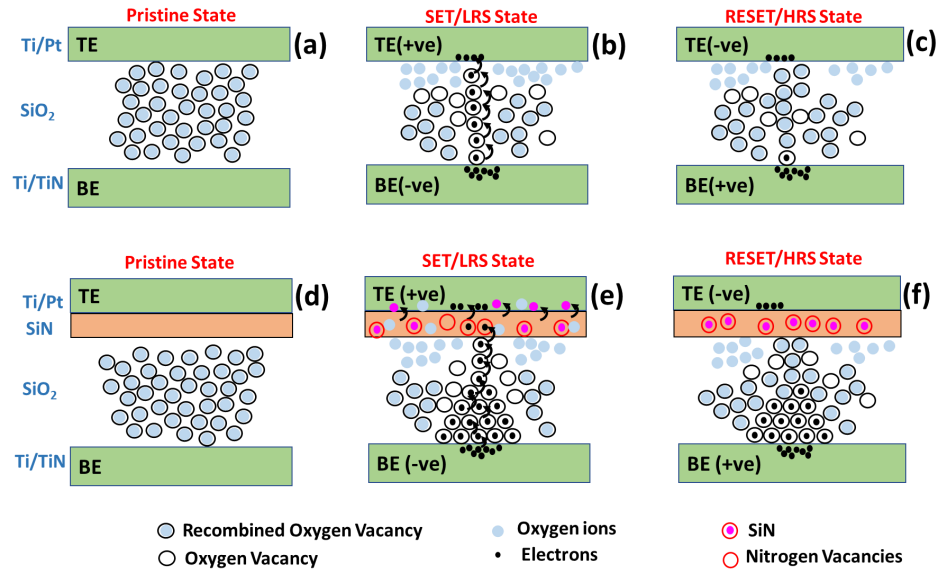 Pristine State
SET/LRS State
RESET/HRS State
Ti/Pt
TE
(a)
TE(+ve)
(b)
TE(-ve)
(c)
SiO2
Ti/TiN
BE
BE(-ve)
BE(+ve)
Pristine State
SET/LRS State
RESET/HRS State
Ti/Pt
TE
(d)
TE (+ve)
(e)
TE (-ve)
(f)
SiN
SiO2
Ti/TiN
BE
BE (-ve)
BE (+ve)
Recombined Oxygen Vacancy
Oxygen ions
SiN
Oxygen Vacancy
Electrons
Nitrogen Vacancies